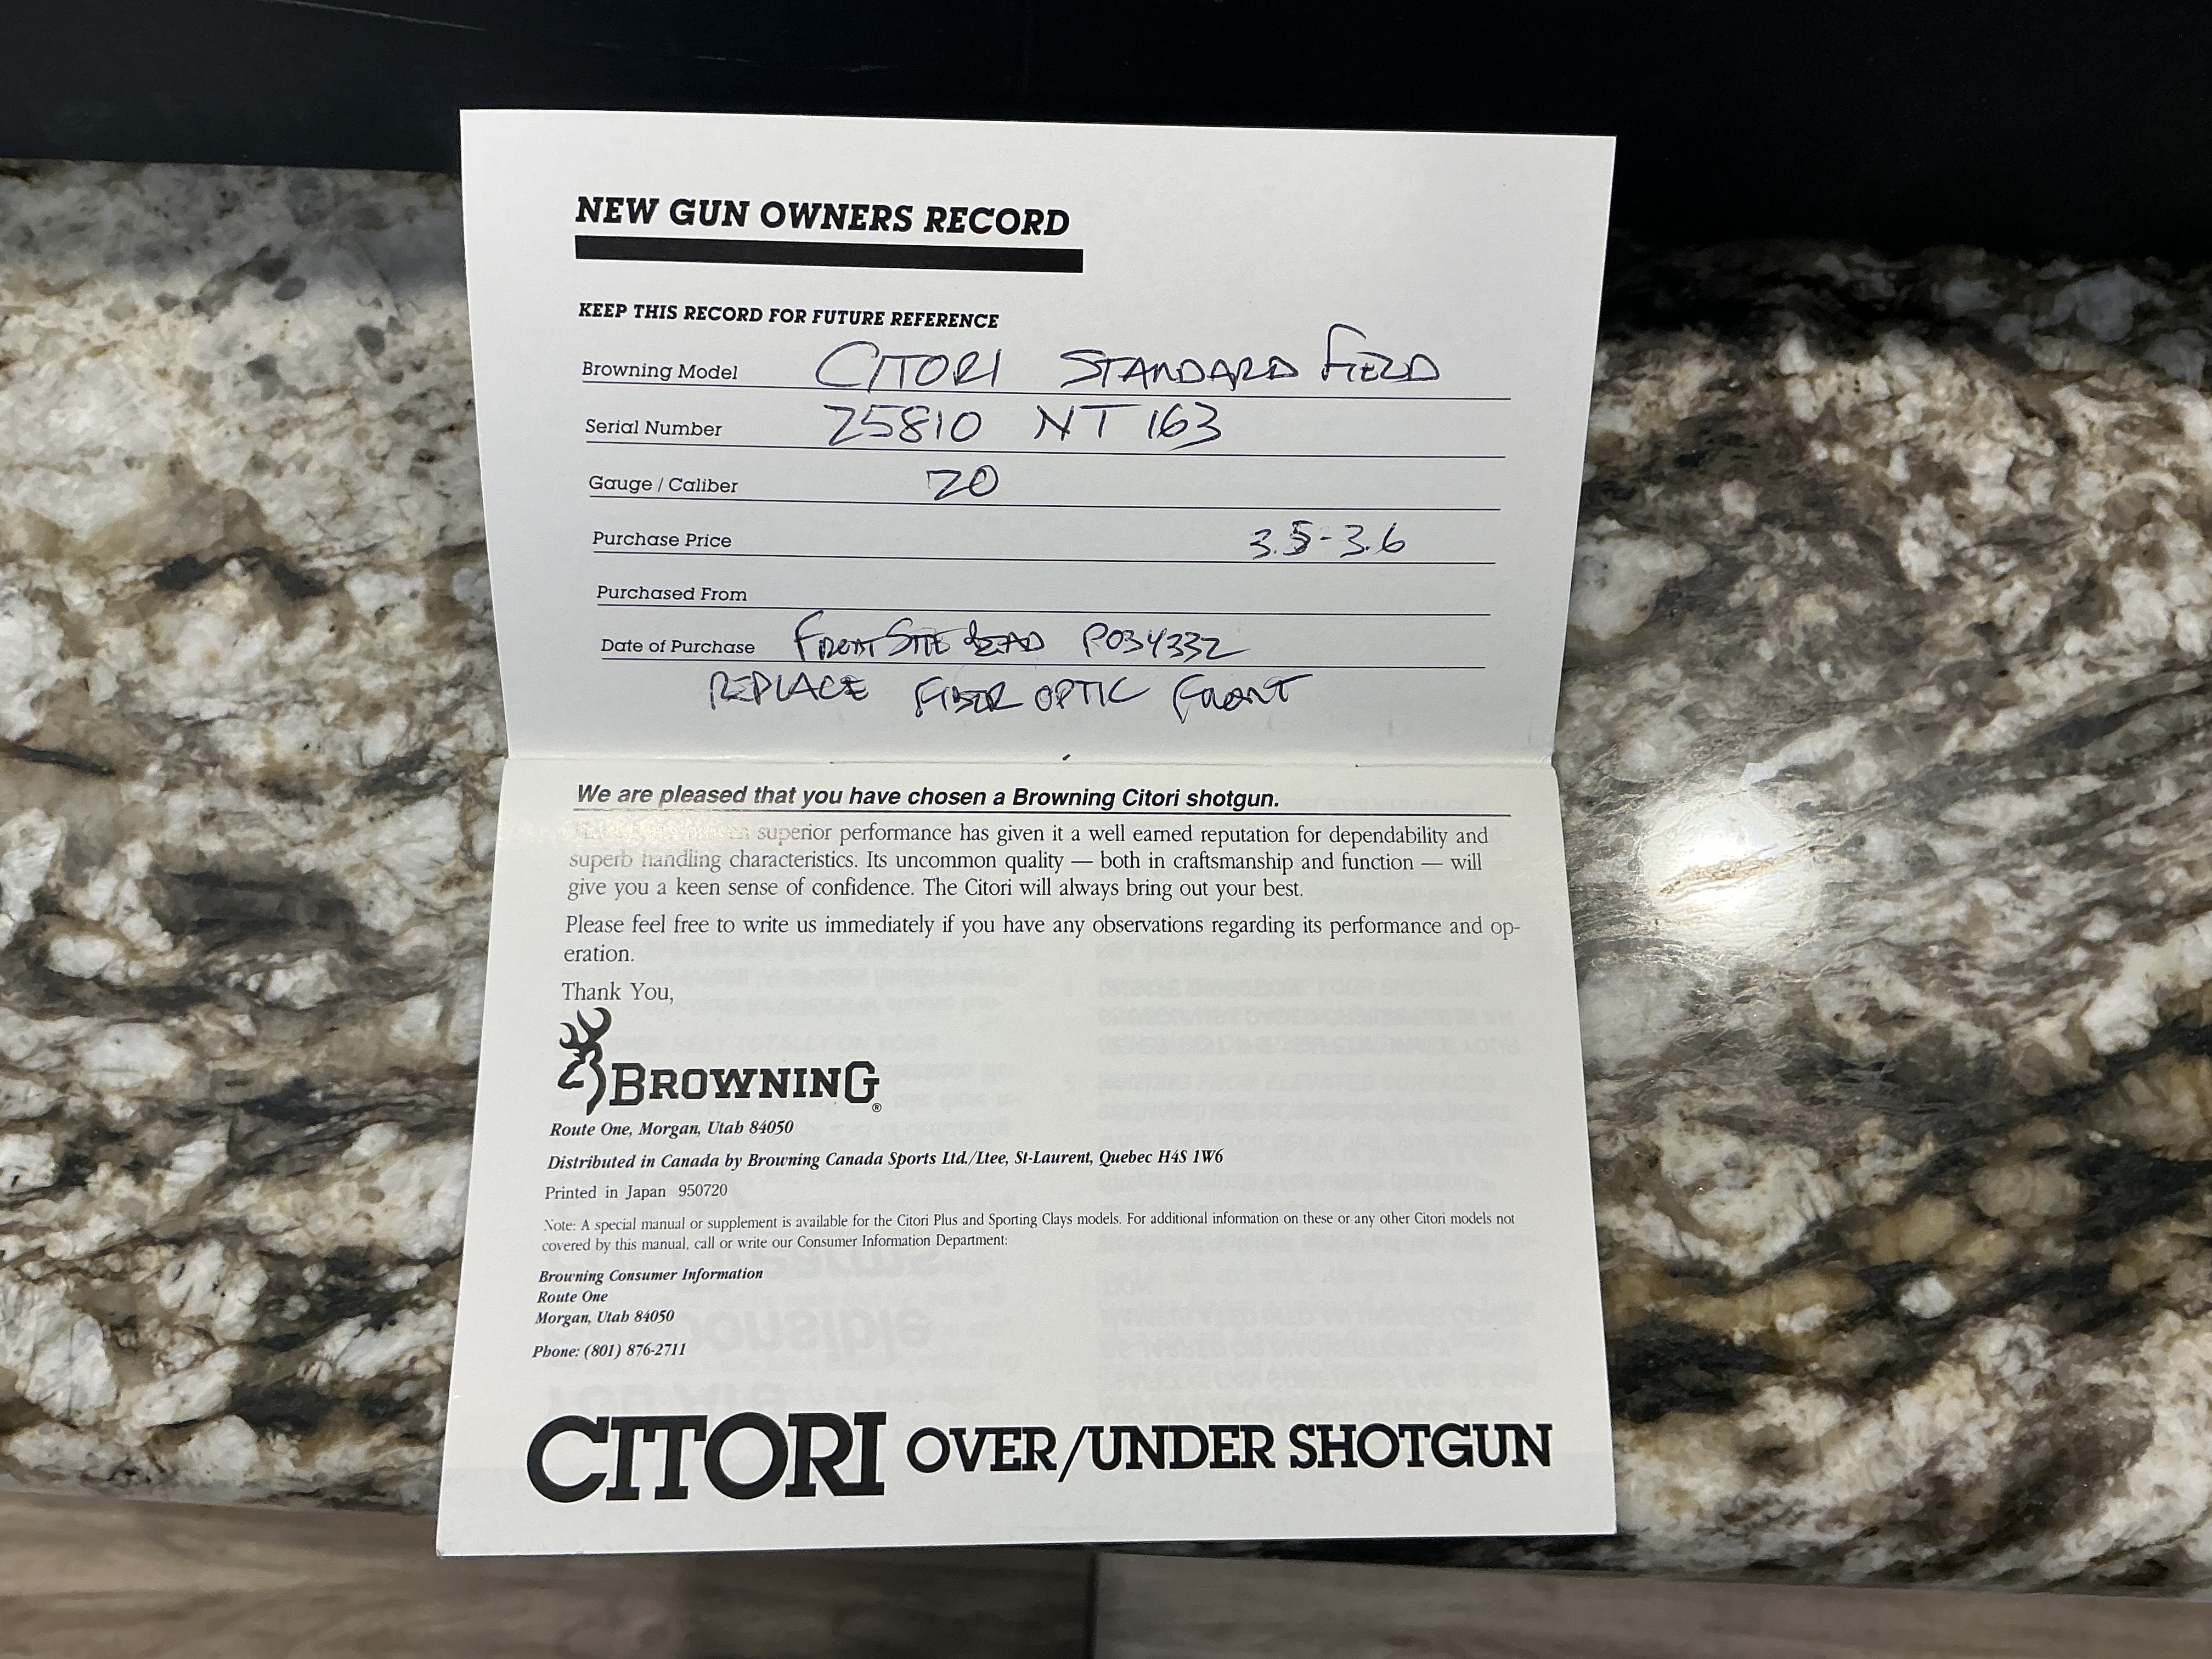 NEW GUN OWNERS RECORD
KEEP THIS RECORD FOR FUTURE REFERENCE
Browning Model CITORI STANDARD FIELD
Serial Number 25810 NT 163
Gauge / Caliber 20
Purchase Price 3.5-3.6
Purchased From
Date of Purchase FRONT SITE BEAD P034332
REPLACE FIBER OPTIC FRONT
We are pleased that you have chosen a Browning Citori shotgun.
superior performance has given it a well earned reputation for dependability and
superb handling characteristics. Its uncommon quality — both in craftsmanship and function — will
give you a keen sense of confidence. The Citori will always bring out your best.
Please feel free to write us immediately if you have any observations regarding its performance and op-
eration.
Thank You,
BROWNING®
Route One, Morgan, Utah 84050
Distributed in Canada by Browning Canada Sports Ltd./Ltee, St-Laurent, Quebec H4S 1W6
Printed in Japan 950720
Note: A special manual or supplement is available for the Citori Plus and Sporting Clays models. For additional information on these or any other Citori models not
covered by this manual, call or write our Consumer Information Department:
Browning Consumer Information
Route One
Morgan, Utah 84050
Phone: (801) 876-2711
CITORI OVER/UNDER SHOTGUN